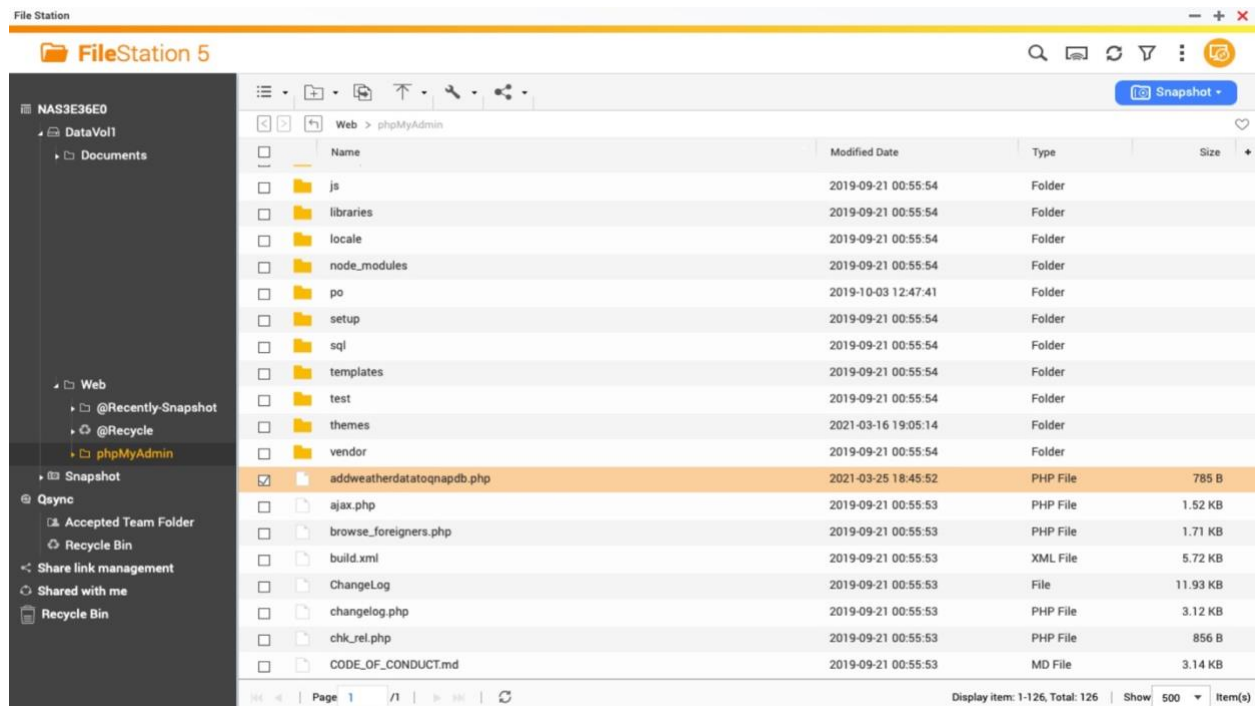 File Station
FileStation 5
Snapshot
NAS3E36E0
DataVol1
Documents
Web
@Recently-Snapshot
@Recycle
phpMyAdmin
Snapshot
Qsync
Accepted Team Folder
Recycle Bin
Share link management
Shared with me
Recycle Bin
Web > phpMyAdmin
Name Modified Date Type Size
js 2019-09-21 00:55:54 Folder
libraries 2019-09-21 00:55:54 Folder
locale 2019-09-21 00:55:54 Folder
node_modules 2019-09-21 00:55:54 Folder
po 2019-10-03 12:47:41 Folder
setup 2019-09-21 00:55:54 Folder
sql 2019-09-21 00:55:54 Folder
templates 2019-09-21 00:55:54 Folder
test 2019-09-21 00:55:54 Folder
themes 2021-03-16 19:05:14 Folder
vendor 2019-09-21 00:55:54 Folder
addweatherdatatoqnapdb.php 2021-03-25 18:45:52 PHP File 785 B
ajax.php 2019-09-21 00:55:53 PHP File 1.52 KB
browse_foreigners.php 2019-09-21 00:55:53 PHP File 1.71 KB
build.xml 2019-09-21 00:55:53 XML File 5.72 KB
ChangeLog 2019-09-21 00:55:53 File 11.93 KB
changelog.php 2019-09-21 00:55:53 PHP File 3.12 KB
chk_rel.php 2019-09-21 00:55:53 PHP File 856 B
CODE_OF_CONDUCT.md 2019-09-21 00:55:53 MD File 3.14 KB
Page 1 /1 Display item: 1-126, Total: 126 Show 500 Item(s)